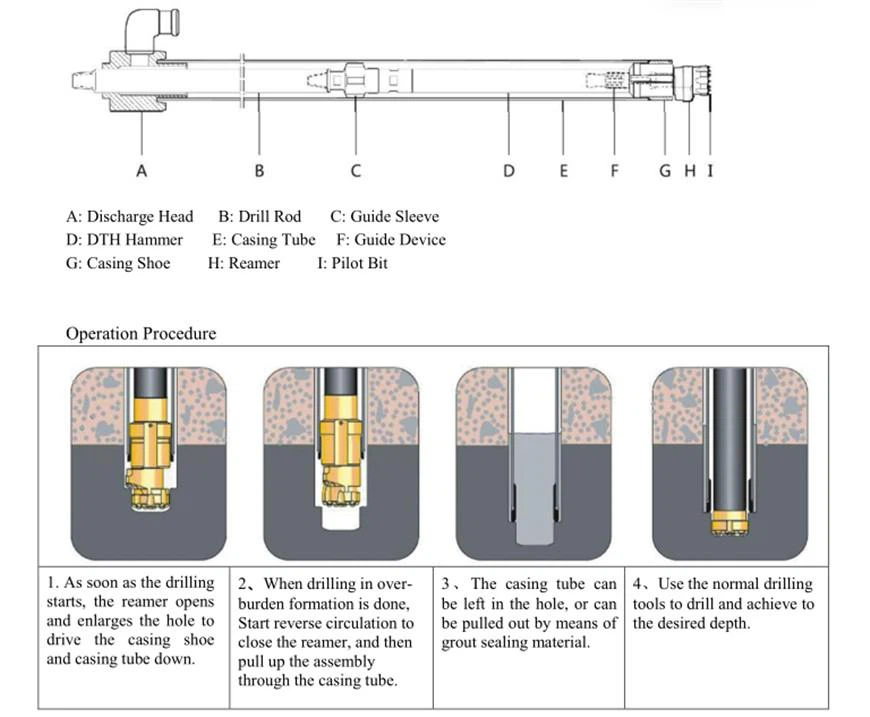 A B C D E F G H I
A: Discharge Head B: Drill Rod C: Guide Sleeve
D: DTH Hammer E: Casing Tube F: Guide Device
G: Casing Shoe H: Reamer I: Pilot Bit
Operation Procedure
1. As soon as the drilling
starts, the reamer opens
and enlarges the hole to
drive the casing shoe
and casing tube down.
2、When drilling in over-
burden formation is done,
Start reverse circulation to
close the reamer, and then
pull up the assembly
through the casing tube.
3、The casing tube can
be left in the hole, or can
be pulled out by means of
grout sealing material.
4、Use the normal drilling
tools to drill and achieve to
the desired depth.